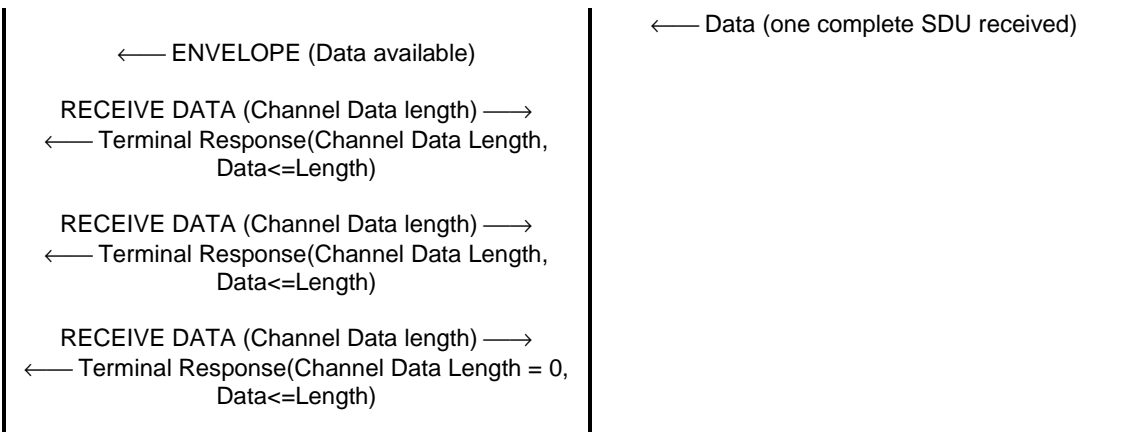 ⟵ Data (one complete SDU received)
⟵ ENVELOPE (Data available)
RECEIVE DATA (Channel Data length) ⟶
⟵ Terminal Response(Channel Data Length,
Data<=Length)
RECEIVE DATA (Channel Data length) ⟶
⟵ Terminal Response(Channel Data Length,
Data<=Length)
RECEIVE DATA (Channel Data length) ⟶
⟵ Terminal Response(Channel Data Length = 0,
Data<=Length)